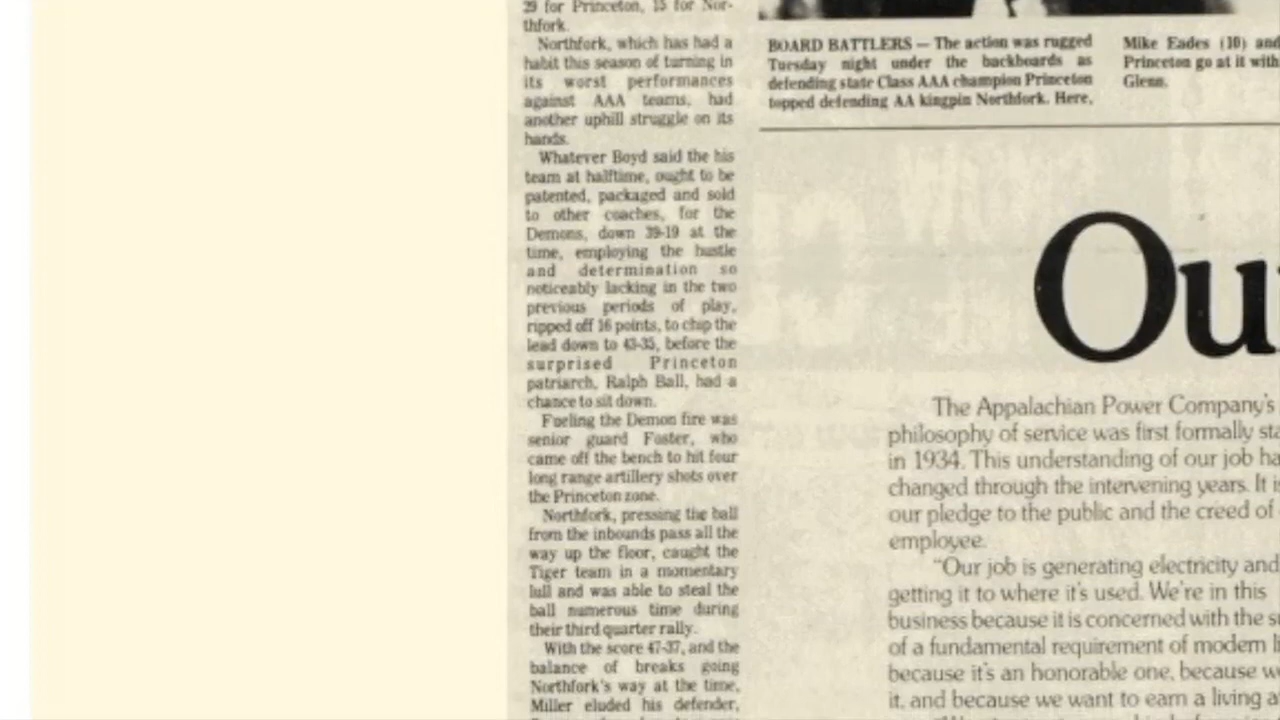 39 for Princeton, 15 for Nor-
thfork.
Northfork, which has had a
habit this season of turning in
its worst performances
against AAA teams, had
another uphill struggle on its
hands.
Whatever Boyd said the his
team at halftime, ought to be
patented, packaged and sold
to other coaches, for the
Demons, down 39-19 at the
time, employing the hustle
and determination so
noticeably lacking in the two
previous periods of play,
ripped off 16 points, to chip the
lead down to 43-35, before the
surprised Princeton
patriarch, Ralph Ball, had a
chance to sit down.
Fueling the Demon fire was
senior guard Foster, who
came off the bench to hit four
long range artillery shots over
the Princeton zone.
Northfork, pressing the ball
from the inbounds pass all the
way up the floor, caught the
Tiger team in a momentary
lull and was able to steal the
ball numerous time during
their third quarter rally.
With the score 47-37, and the
balance of breaks going
Northfork's way at the time,
Miller eluded his defender,
BOARD BATTLERS — The action was rugged
Tuesday night under the backboards as
defending state Class AAA champion Princeton
topped defending AA kingpin Northfork. Here,
Mike Eades (10) and
Princeton go at it with
Glenn.
Ou
The Appalachian Power Company's
philosophy of service was first formally sta
in 1934. This understanding of our job ha
changed through the intervening years. It is
our pledge to the public and the creed of
employee.
"Our job is generating electricity and
getting it to where it's used. We're in this
business because it is concerned with the s
of a fundamental requirement of modern l
because it's an honorable one, because w
it, and because we want to earn a living a